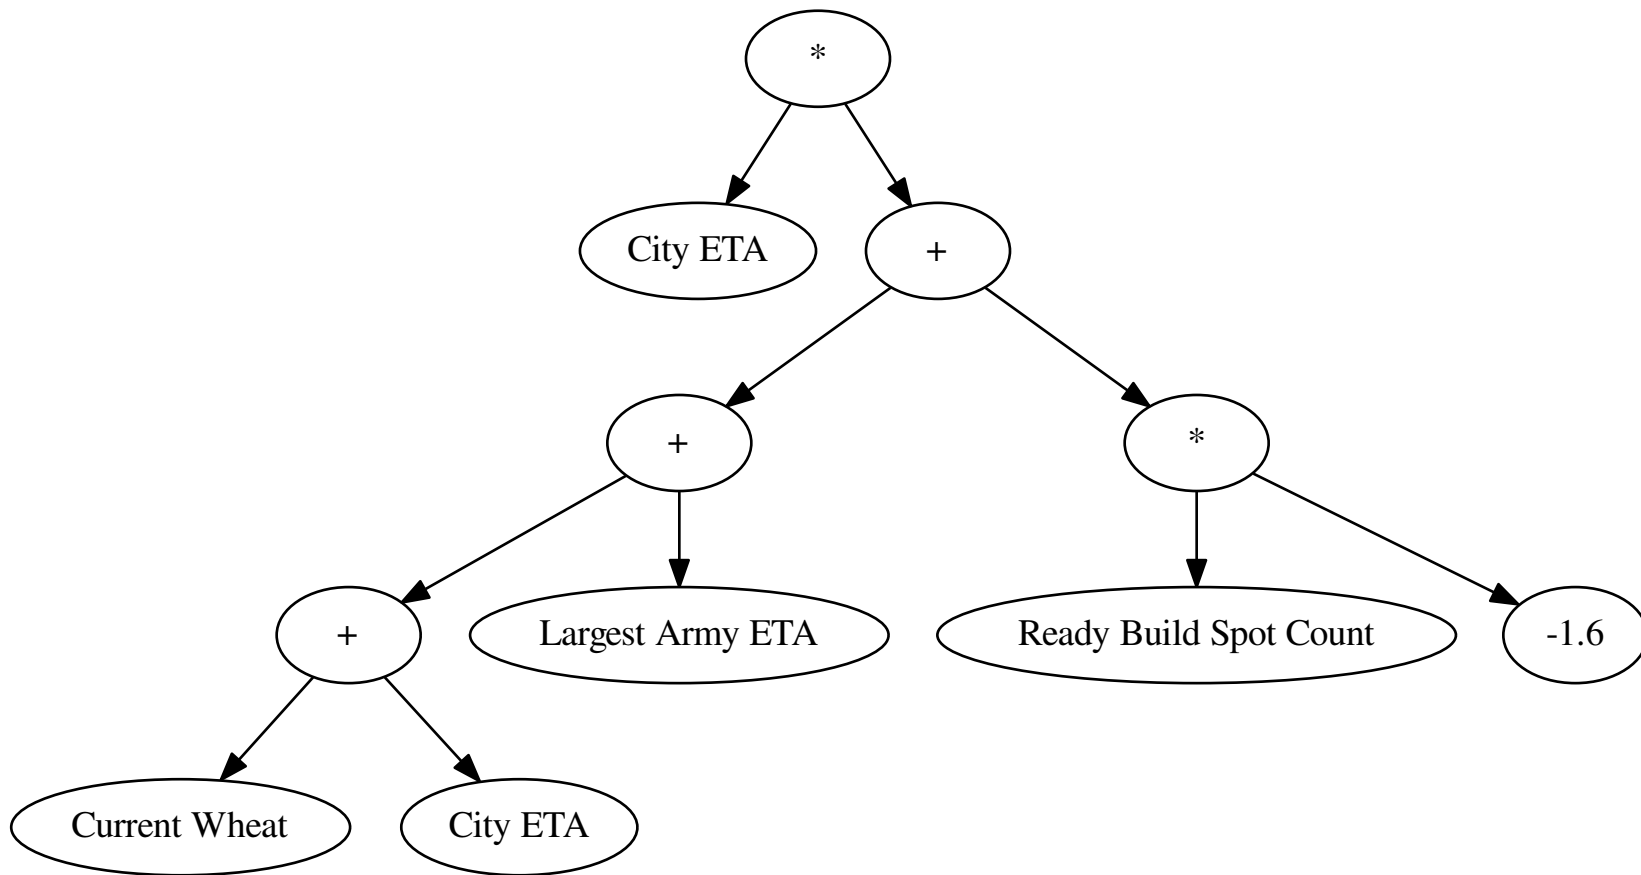 *
City ETA
+
+
*
+
Largest Army ETA
Ready Build Spot Count
-1.6
Current Wheat
City ETA